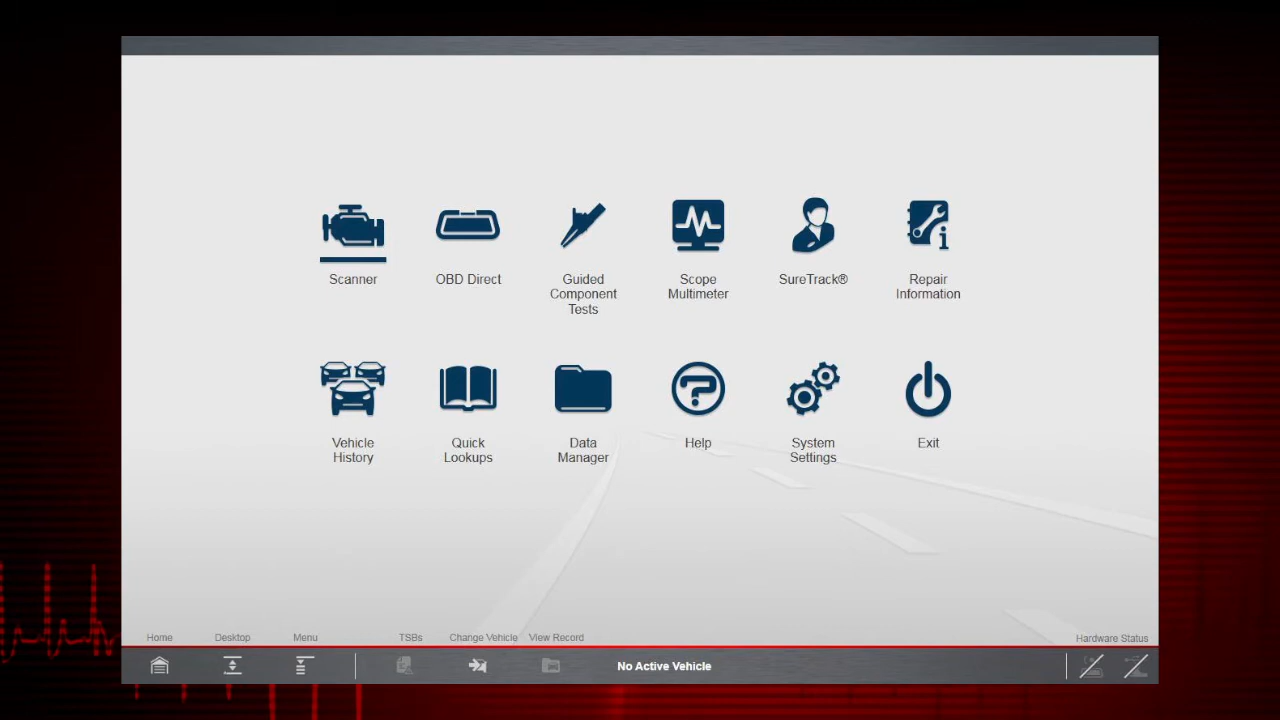 Scanner
OBD Direct
Guided
Component
Tests
Scope
Multimeter
SureTrack®
Repair
Information
Vehicle
History
Quick
Lookups
Data
Manager
Help
System
Settings
Exit
Home
Desktop
Menu
TSBs
Change Vehicle
View Record
Hardware Status
No Active Vehicle